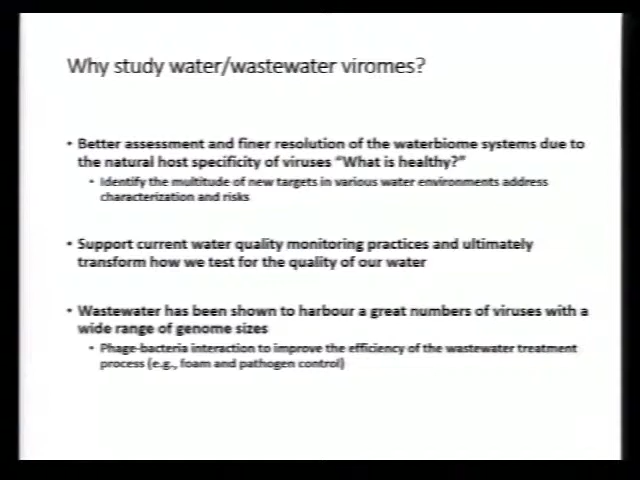 Why study water/wastewater viromes?
• Better assessment and finer resolution of the waterbiome systems due to
the natural host specificity of viruses "What is healthy?"
• Identify the multitude of new targets in various water environments address
characterization and risks
• Support current water quality monitoring practices and ultimately
transform how we test for the quality of our water
• Wastewater has been shown to harbour a great numbers of viruses with a
wide range of genome sizes
• Phage-bacteria interaction to improve the efficiency of the wastewater treatment
process (e.g., foam and pathogen control)